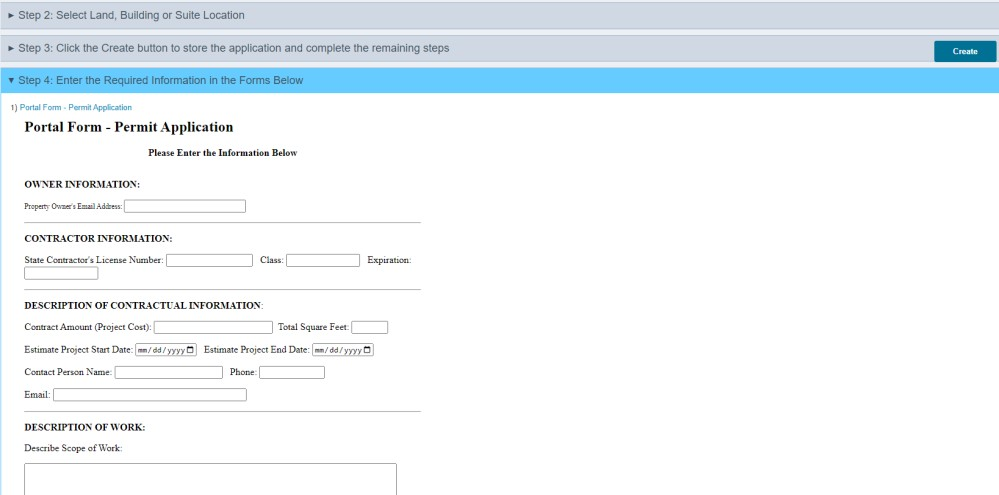 ▸ Step 2: Select Land, Building or Suite Location
▸ Step 3: Click the Create button to store the application and complete the remaining steps
Create
▾ Step 4: Enter the Required Information in the Forms Below
1) Portal Form - Permit Application
Portal Form - Permit Application
Please Enter the Information Below
OWNER INFORMATION:
Property Owner's Email Address:
CONTRACTOR INFORMATION:
State Contractor's License Number: Class: Expiration:
DESCRIPTION OF CONTRACTUAL INFORMATION:
Contract Amount (Project Cost): Total Square Feet:
Estimate Project Start Date: mm/dd/yyyy Estimate Project End Date: mm/dd/yyyy
Contact Person Name: Phone:
Email:
DESCRIPTION OF WORK:
Describe Scope of Work: